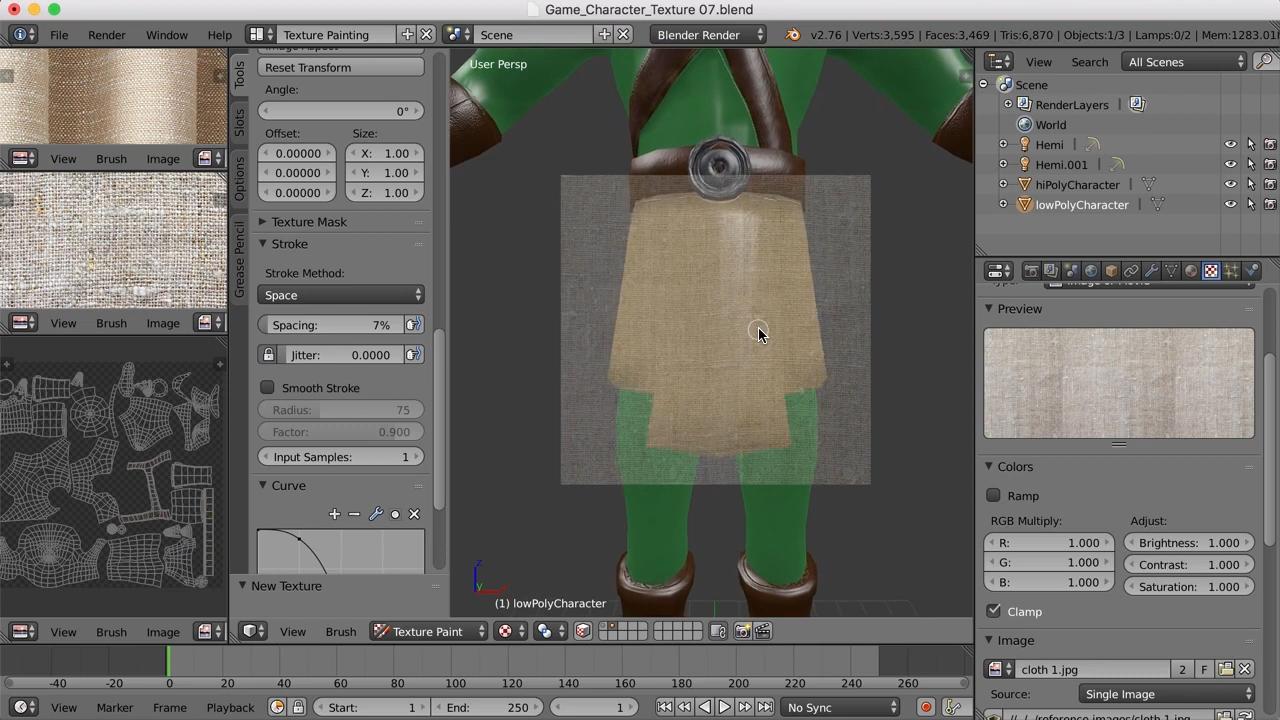 Game_Character_Texture 07.blend
File Render Window Help Texture Painting Scene Blender Render v2.76 | Verts:3,595 | Faces:3,469 | Tris:6,870 | Objects:1/3 | Lamps:0/2 | Mem:1283.01
Reset Transform
Angle:
0°
Offset: Size:
0.00000 X: 1.00
0.00000 Y: 1.00
0.00000 Z: 1.00
Texture Mask
Stroke
Stroke Method:
Space
Spacing: 7%
Jitter: 0.0000
Smooth Stroke
Radius: 75
Factor: 0.900
Input Samples: 1
Curve
New Texture
Tools
Slots
Options
Grease Pencil
View Brush Image
View Brush Image
View Brush Image
User Persp
(1) lowPolyCharacter
z
y
View Brush Texture Paint
View Search All Scenes
Scene
RenderLayers
World
Hemi
Hemi.001
hiPolyCharacter
lowPolyCharacter
Preview
Colors
Ramp
RGB Multiply: Adjust:
R: 1.000 Brightness: 1.000
G: 1.000 Contrast: 1.000
B: 1.000 Saturation: 1.000
Clamp
Image
cloth 1.jpg 2 F
Source: Single Image
-40 -20 0 20 40 60 80 100 120 140 160 180 200 220 240 260
View Marker Frame Playback Start: 1 End: 250 1 No Sync